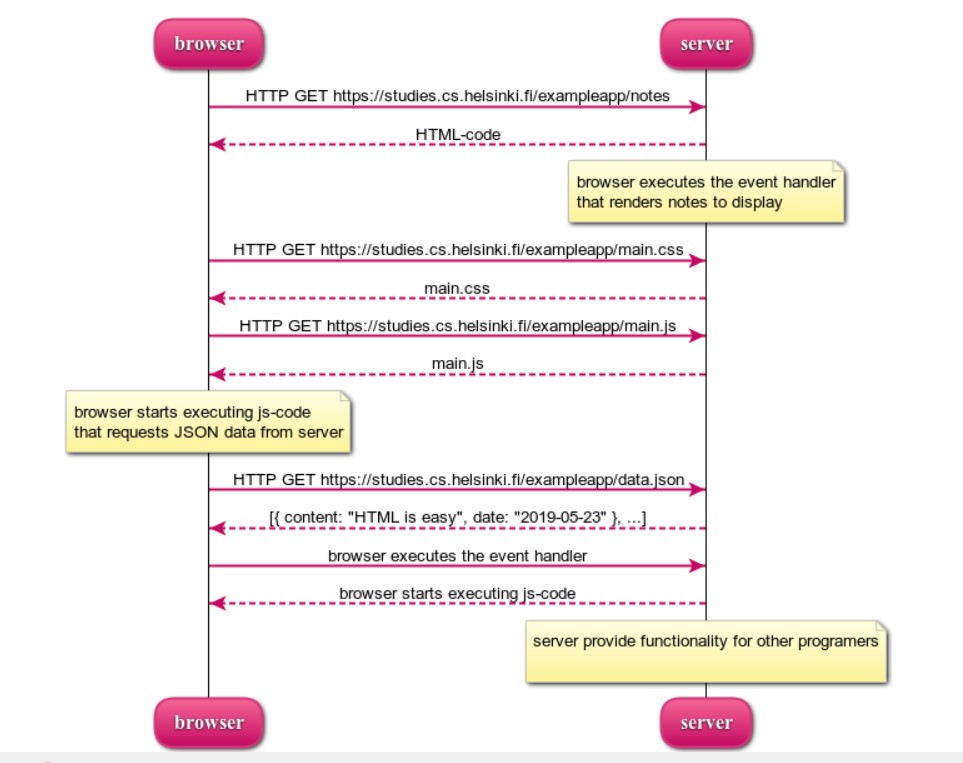 browser
server
HTTP GET https://studies.cs.helsinki.fi/exampleapp/notes
HTML-code
browser executes the event handler
that renders notes to display
HTTP GET https://studies.cs.helsinki.fi/exampleapp/main.css
main.css
HTTP GET https://studies.cs.helsinki.fi/exampleapp/main.js
main.js
browser starts executing js-code
that requests JSON data from server
HTTP GET https://studies.cs.helsinki.fi/exampleapp/data.json
[{ content: "HTML is easy", date: "2019-05-23" }, ...]
browser executes the event handler
browser starts executing js-code
server provide functionality for other programers
browser
server